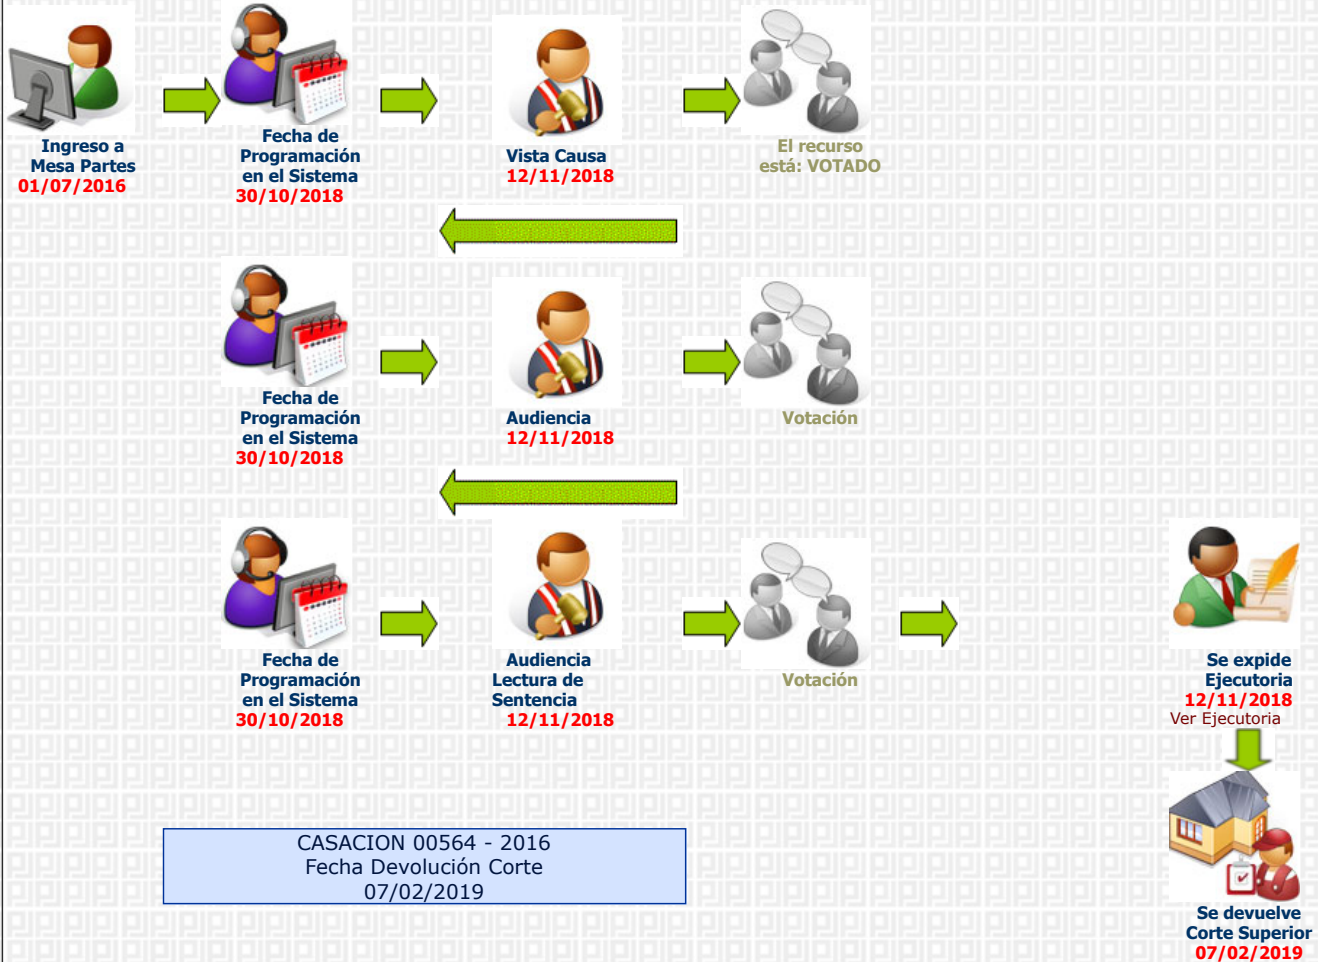 Ingreso a
Mesa Partes
01/07/2016
Fecha de
Programación
en el Sistema
30/10/2018
Vista Causa
12/11/2018
El recurso
está: VOTADO
Fecha de
Programación
en el Sistema
30/10/2018
Audiencia
12/11/2018
Votación
Fecha de
Programación
en el Sistema
30/10/2018
Audiencia
Lectura de
Sentencia
12/11/2018
Votación
Se expide
Ejecutoria
12/11/2018
Ver Ejecutoria
CASACION 00564 - 2016
Fecha Devolución Corte
07/02/2019
Se devuelve
Corte Superior
07/02/2019